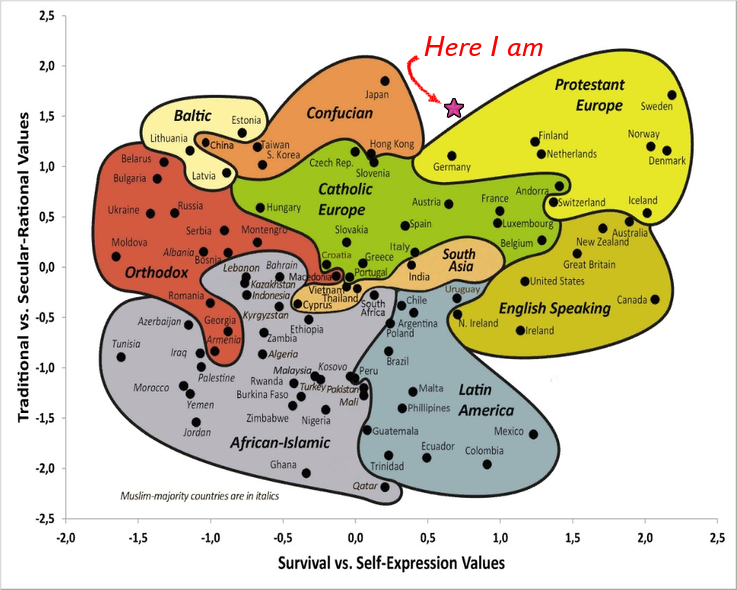 2,5
2,0
1,5
1,0
0,5
0,0
-0,5
-1,0
-1,5
-2,0
-2,5
Traditional vs. Secular-Rational Values
Here I am
Japan
Confucian
Protestant
Europe
Sweden
Baltic
Estonia
Lithuania
China
Taiwan
S. Korea
Hong Kong
Czech Rep.
Slovenia
Finland
Netherlands
Norway
Denmark
Germany
Belarus
Bulgaria
Latvia
Catholic
Europe
Andorra
Switzerland
Iceland
Ukraine
Russia
Hungary
Austria
France
Luxembourg
Australia
Spain
Serbia
Montengro
Slovakia
Belgium
New Zealand
Moldova
Albania
Bosnia
Croatia
Greece
Italy
South
Asia
Great Britain
Orthodox
Lebanon
Bahrain
Macedonia
Portugal
India
United States
Kazakhstan
Indonesia
Vietnam
Thailand
Uruguay
Canada
Romania
Kyrgyzstan
Cyprus
South
Africa
Chile
Argentina
English Speaking
Georgia
Azerbaijan
Ethiopia
Poland
N. Ireland
Ireland
Armenia
Zambia
Tunisia
Iraq
Algeria
Brazil
Palestine
Malaysia
Kosovo
Peru
Rwanda
Turkey
Pakistan
Morocco
Yemen
Burkina Faso
Mali
Malta
Latin
America
Zimbabwe
Nigeria
Phillipines
Jordan
Guatemala
Mexico
African-Islamic
Ecuador
Colombia
Ghana
Trinidad
Qatar
Muslim-majority countries are in italics
-2,0 -1,5 -1,0 -0,5 0,0 0,5 1,0 1,5 2,0 2,5
Survival vs. Self-Expression Values